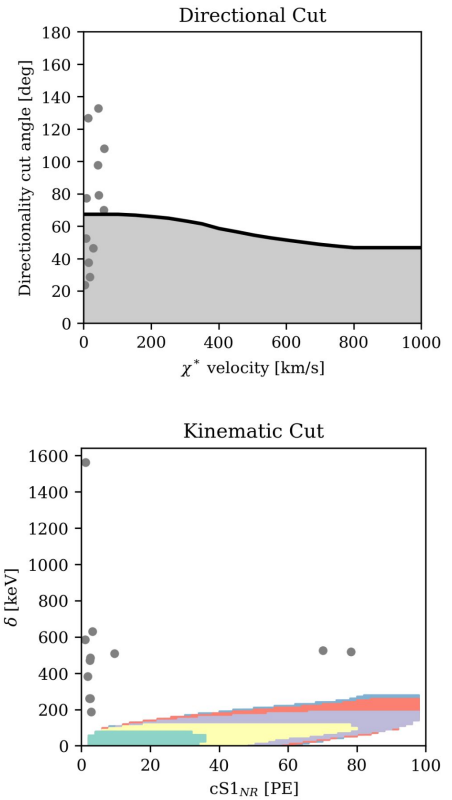 Directional Cut
180
160
140
120
100
80
60
40
20
0
Directionality cut angle [deg]
0 200 400 600 800 1000
χ* velocity [km/s]
Kinematic Cut
1600
1400
1200
1000
800
600
400
200
0
δ [keV]
0 20 40 60 80 100
cS1NR [PE]